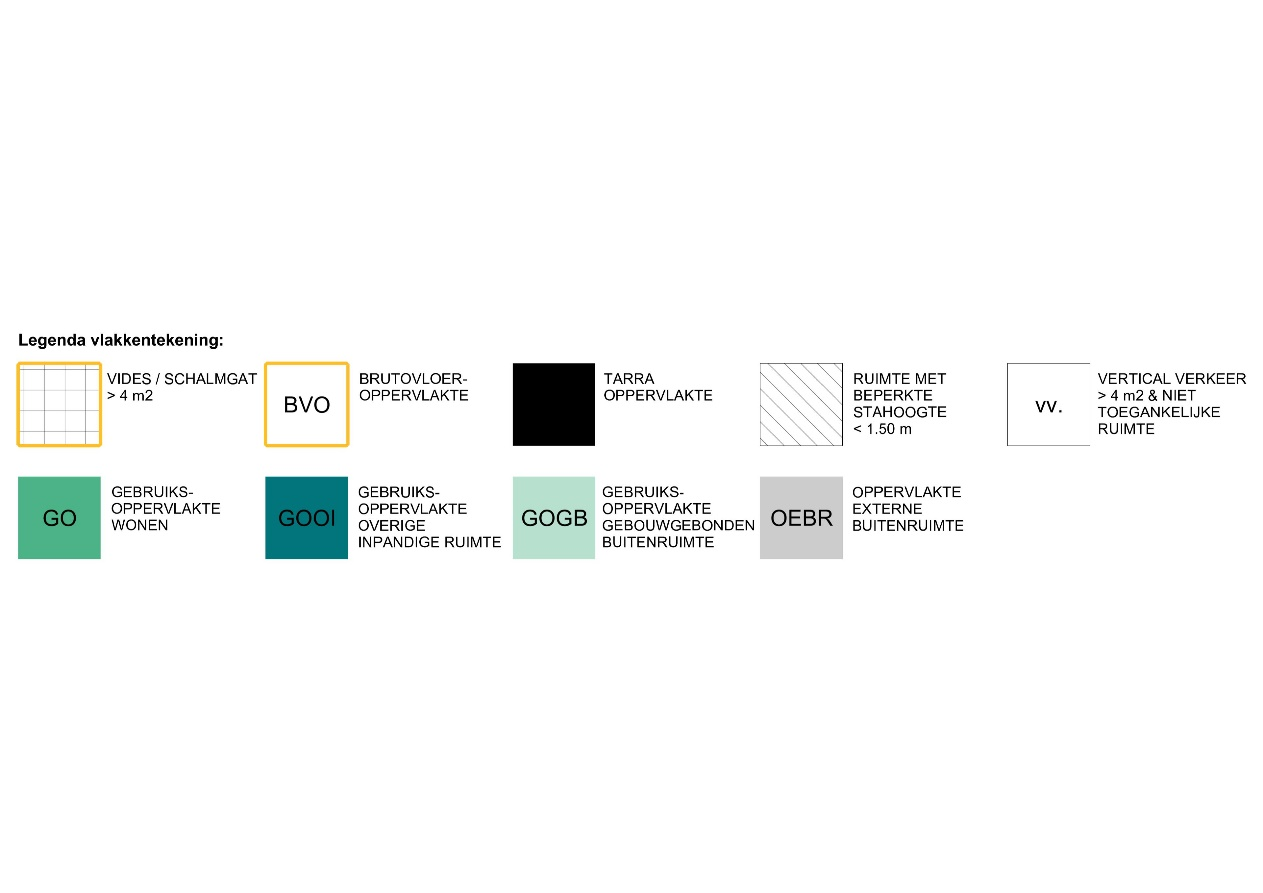 Legenda vlakkentekening:
VIDES / SCHALMGAT
> 4 m2
BVO
BRUTOVLOER-
OPPERVLAKTE
TARRA
OPPERVLAKTE
RUIMTE MET
BEPERKTE
STAHOOGTE
< 1.50 m
vv.
VERTICAL VERKEER
> 4 m2 & NIET
TOEGANKELIJKE
RUIMTE
GO
GEBRUIKS-
OPPERVLAKTE
WONEN
GOOI
GEBRUIKS-
OPPERVLAKTE
OVERIGE
INPANDIGE RUIMTE
GOGB
GEBRUIKS-
OPPERVLAKTE
GEBOUWGEBONDEN
BUITENRUIMTE
OEBR
OPPERVLAKTE
EXTERNE
BUITENRUIMTE